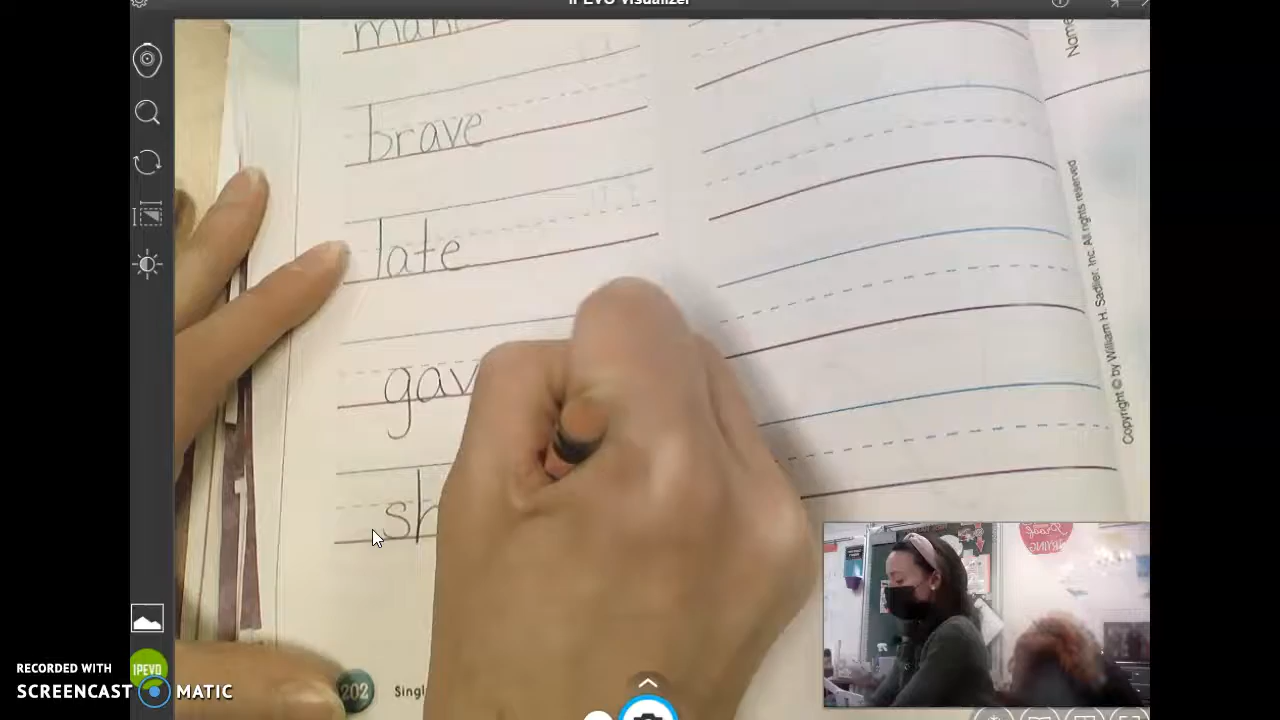 IPEVO Visualizer
brave
late
gav
sh
Name
Copyright © by William H. Sadlier, Inc. All rights reserved
202
Singl
RECORDED WITH
SCREENCAST MATIC
IPEVO